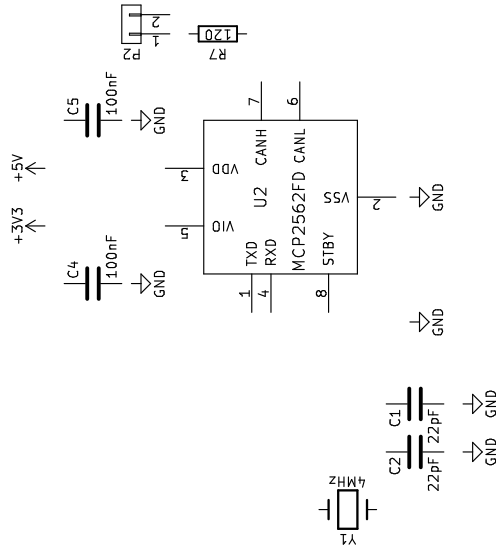 2
1
P2
120
R7
C5
100nF
GND
+5V
+3V3
C4
100nF
GND
7
6
CANH
CANL
3
VDD
5
VIO
U2
MCP2562FD
VSS
2
GND
TXD
RXD
STBY
1
4
8
GND
C1
22pF
GND
C2
22pF
GND
4MHz
Y1